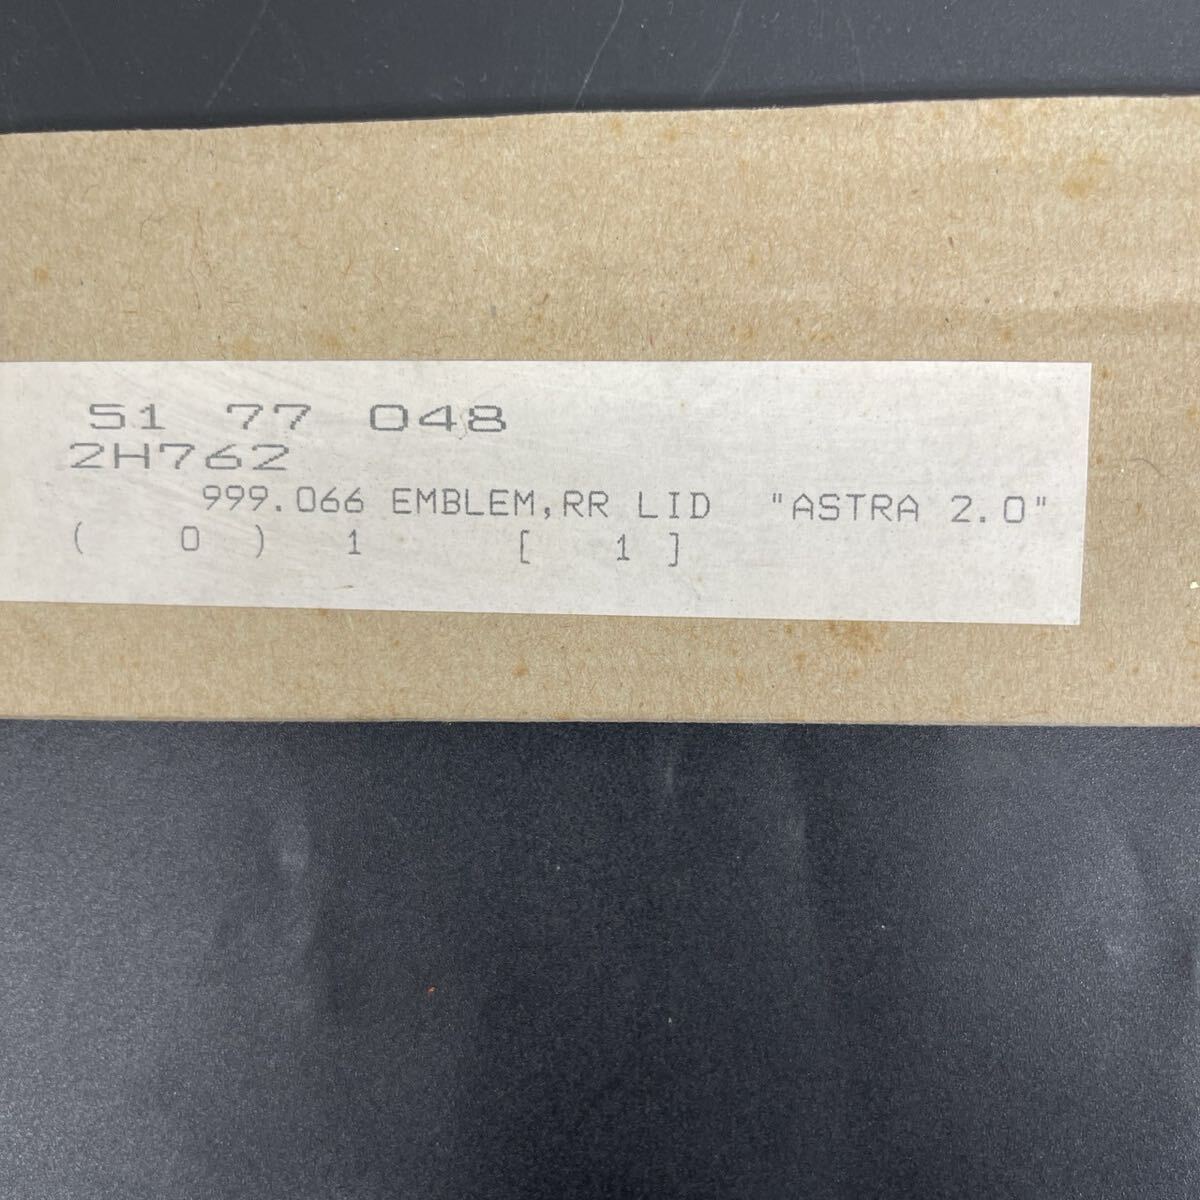 51 77 048
2H762
999.066 EMBLEM,RR LID "ASTRA 2.0"
( 0 ) 1 [ 1 ]